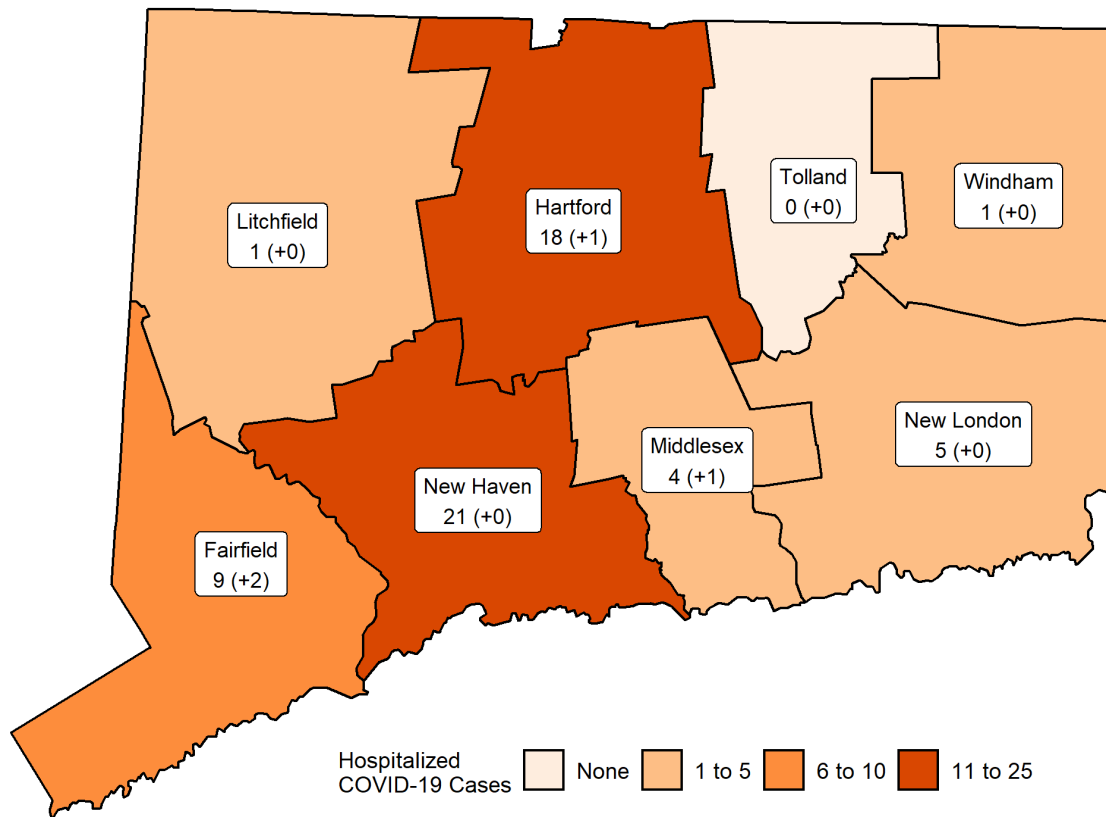 Litchfield
1 (+0)
Hartford
18 (+1)
Tolland
0 (+0)
Windham
1 (+0)
Fairfield
9 (+2)
New Haven
21 (+0)
Middlesex
4 (+1)
New London
5 (+0)
Hospitalized
COVID-19 Cases
None
1 to 5
6 to 10
11 to 25